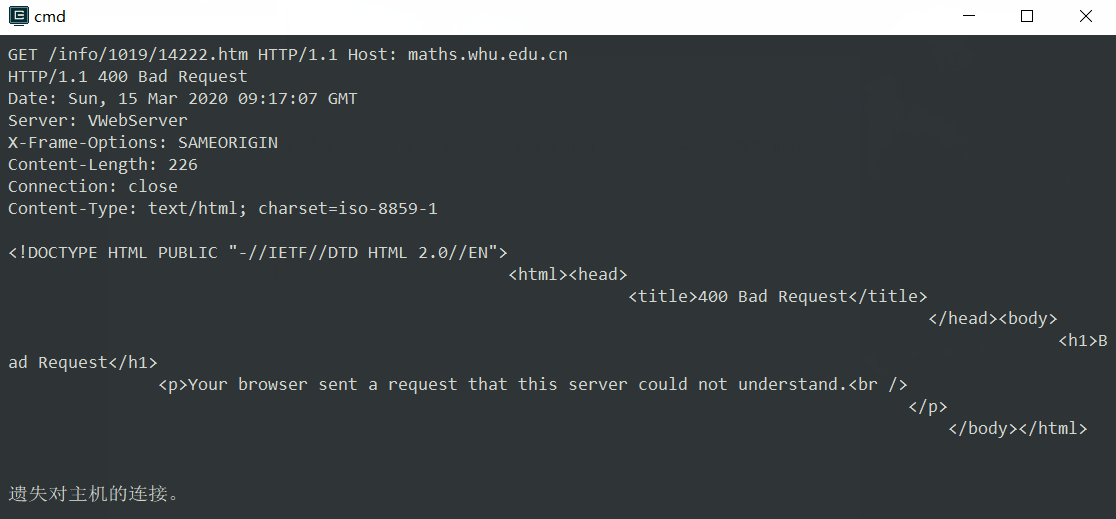 cmd
GET /info/1019/14222.htm HTTP/1.1 Host: maths.whu.edu.cn
HTTP/1.1 400 Bad Request
Date: Sun, 15 Mar 2020 09:17:07 GMT
Server: VWebServer
X-Frame-Options: SAMEORIGIN
Content-Length: 226
Connection: close
Content-Type: text/html; charset=iso-8859-1
<!DOCTYPE HTML PUBLIC "-//IETF//DTD HTML 2.0//EN">
<html><head>
<title>400 Bad Request</title>
</head><body>
<h1>B
ad Request</h1>
<p>Your browser sent a request that this server could not understand.<br />
</p>
</body></html>
遗失对主机的连接。